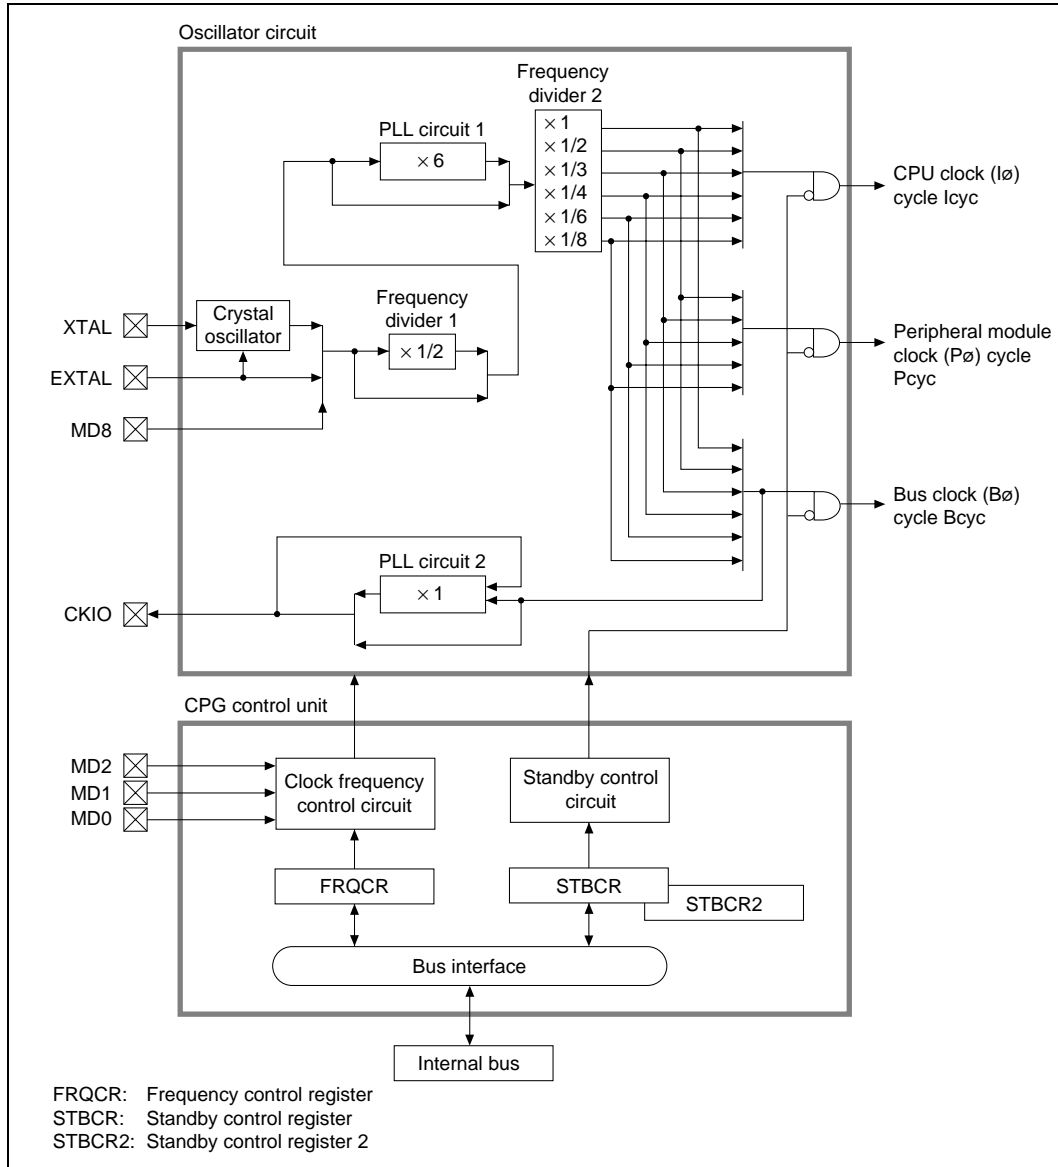 Oscillator circuit
Frequency
divider 2
PLL circuit 1
× 6
× 1
× 1/2
× 1/3
× 1/4
× 1/6
× 1/8
CPU clock (Iø)
cycle Icyc
XTAL
Crystal
oscillator
Frequency
divider 1
× 1/2
Peripheral module
clock (Pø) cycle
Pcyc
EXTAL
MD8
Bus clock (Bø)
cycle Bcyc
PLL circuit 2
× 1
CKIO
CPG control unit
MD2
MD1
MD0
Clock frequency
control circuit
Standby control
circuit
FRQCR
STBCR
STBCR2
Bus interface
Internal bus
FRQCR: Frequency control register
STBCR: Standby control register
STBCR2: Standby control register 2